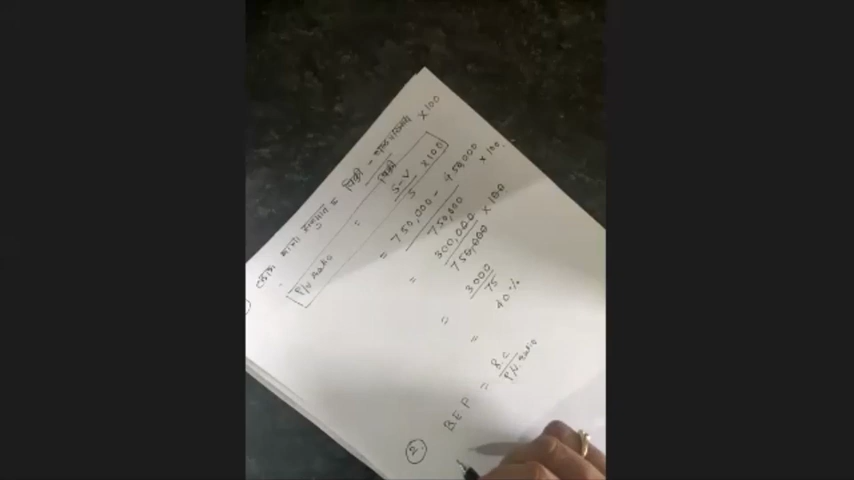 लाभ मात्रा अनुपात = विक्री - × 100
विक्री
P/V Ratio = S-V / S × 100
= 750,000 - 450,000 / 750,000 × 100
= 300,000 / 750,000 × 100
= 3000 / 75
= 40 %
2. BEP = F.C / P/V. Ratio